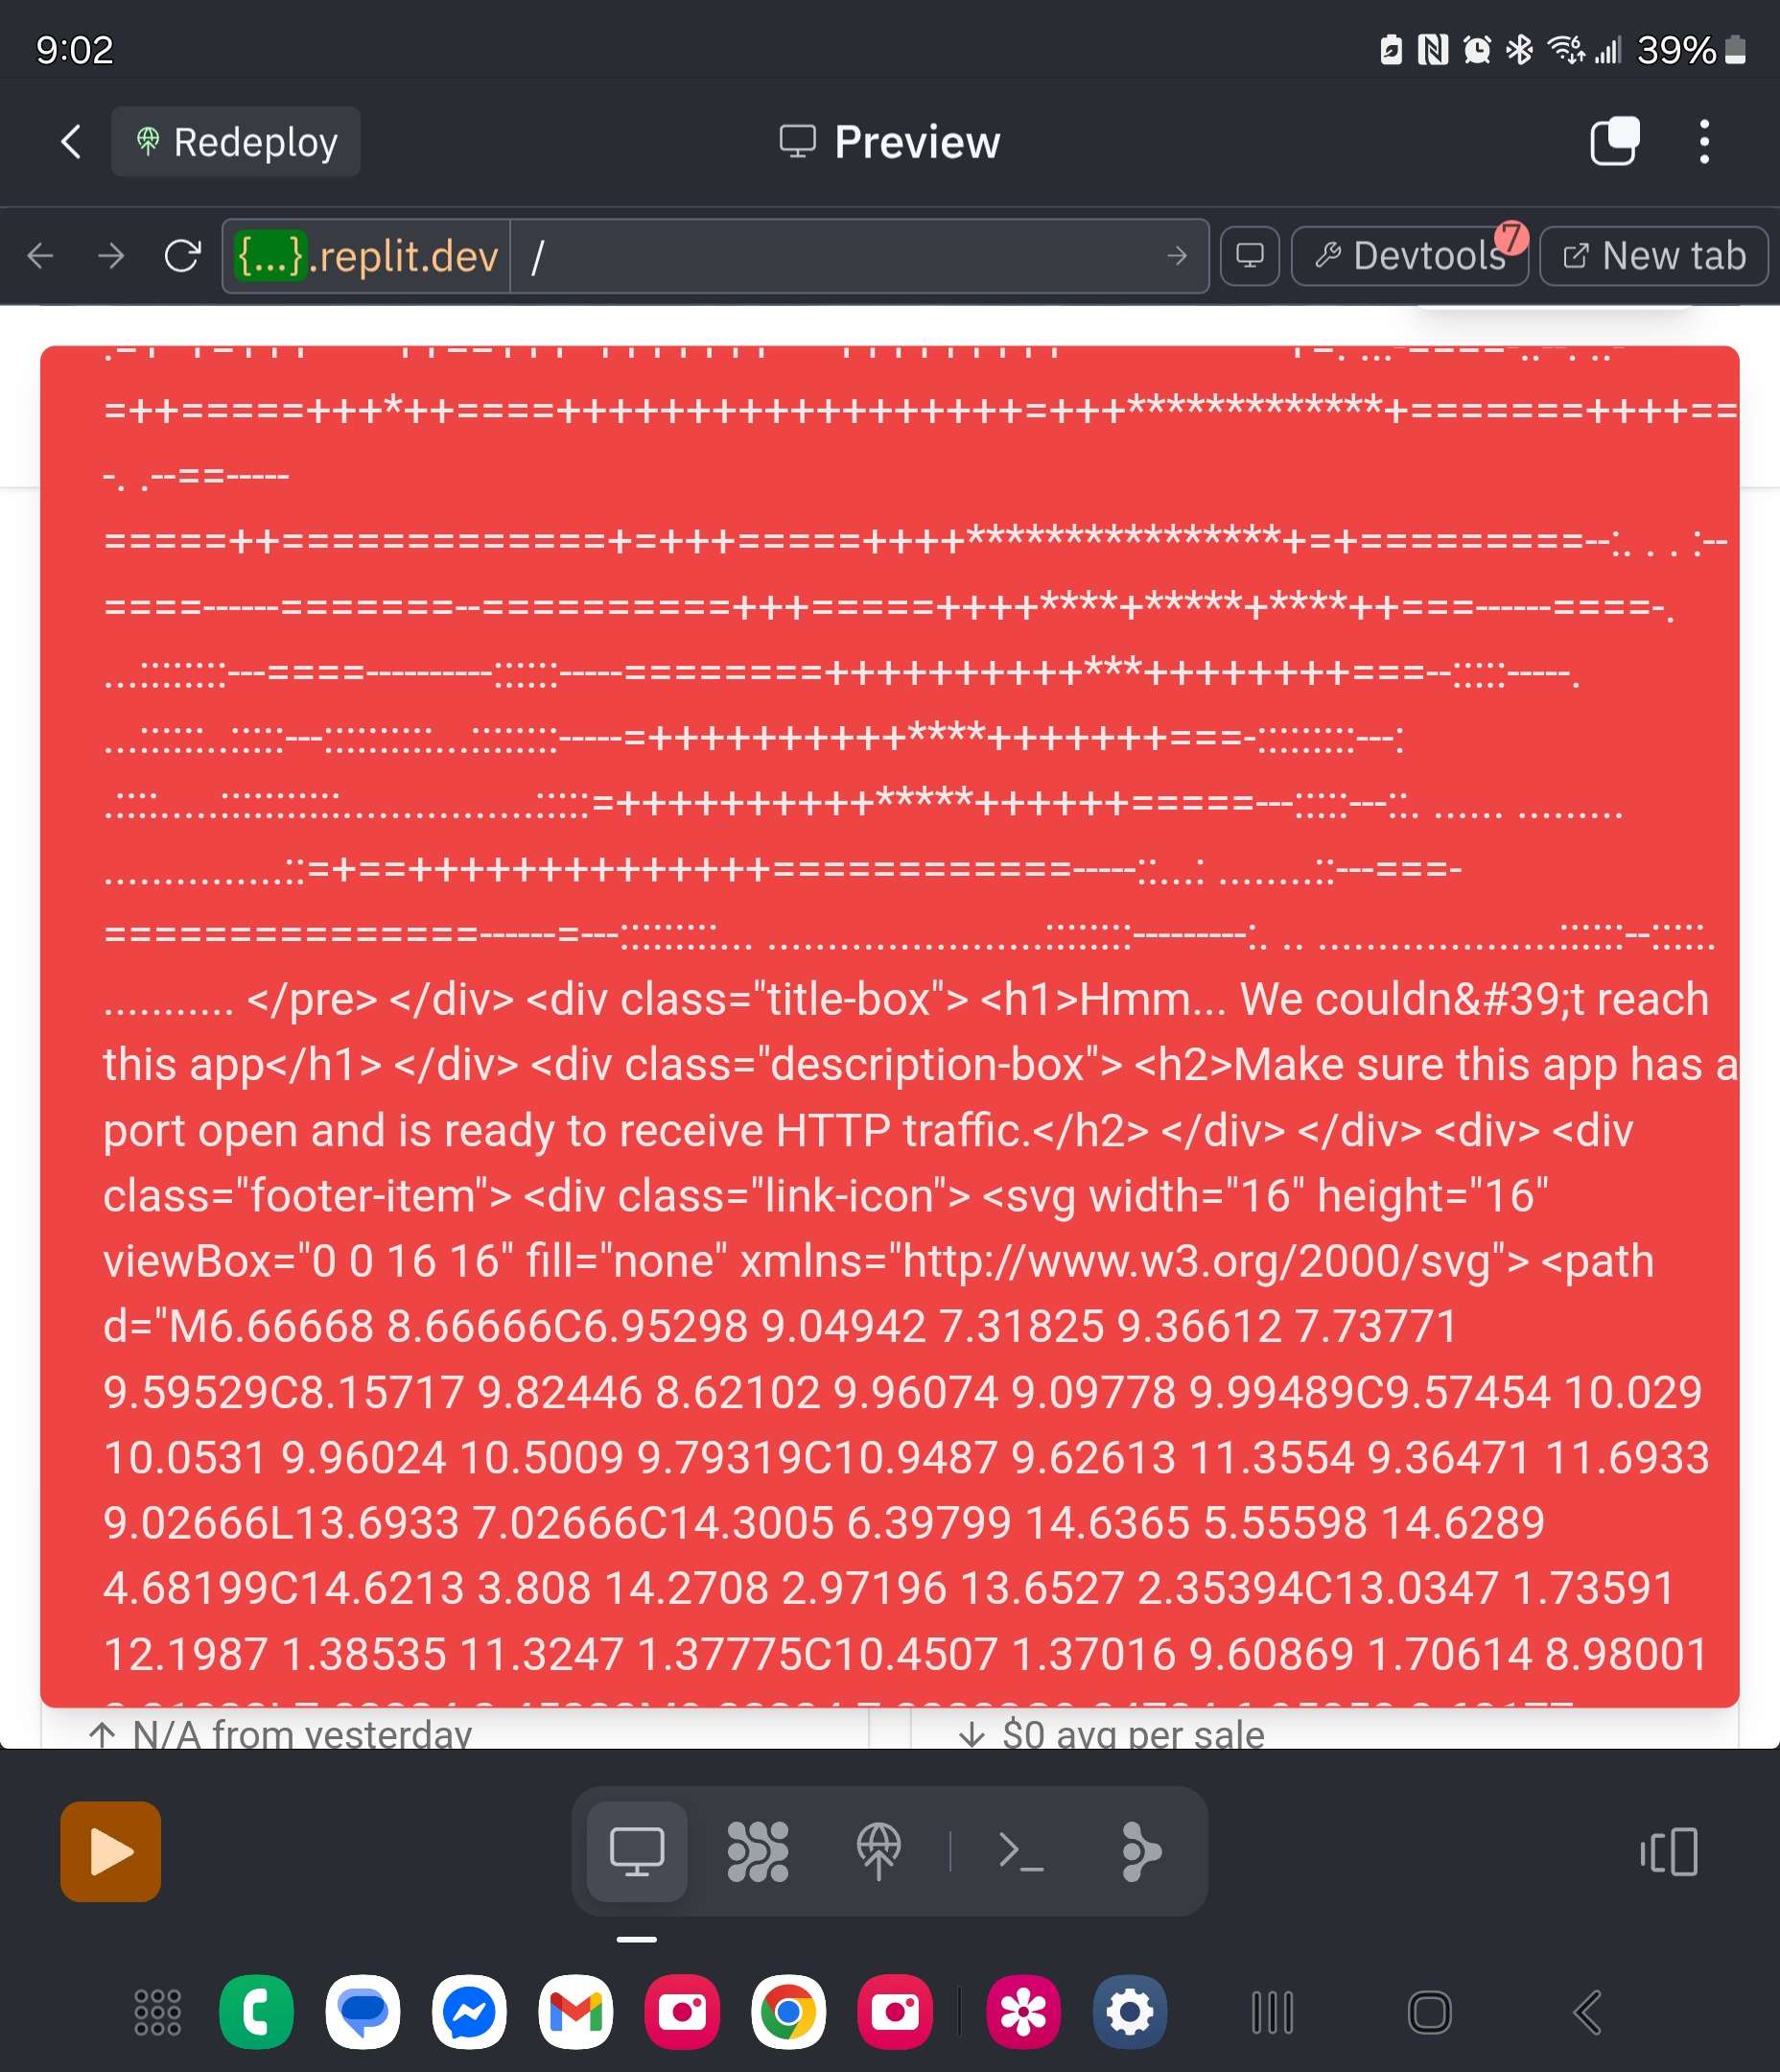 9:02
39%
Redeploy
Preview
{...}.replit.dev
/
Devtools
7
New tab
-. .--==-----
............ </pre> </div> <div class="title-box"> <h1>Hmm... We couldn&#39;t reach
this app</h1> </div> <div class="description-box"> <h2>Make sure this app has a
port open and is ready to receive HTTP traffic.</h2> </div> </div> <div> <div
class="footer-item"> <div class="link-icon"> <svg width="16" height="16"
viewBox="0 0 16 16" fill="none" xmlns="http://www.w3.org/2000/svg"> <path
d="M6.66668 8.66666C6.95298 9.04942 7.31825 9.36612 7.73771
9.59529C8.15717 9.82446 8.62102 9.96074 9.09778 9.99489C9.57454 10.029
10.0531 9.96024 10.5009 9.79319C10.9487 9.62613 11.3554 9.36471 11.6933
9.02666L13.6933 7.02666C14.3005 6.39799 14.6365 5.55598 14.6289
4.68199C14.6213 3.808 14.2708 2.97196 13.6527 2.35394C13.0347 1.73591
12.1987 1.38535 11.3247 1.37775C10.4507 1.37016 9.60869 1.70614 8.98001
↑ N/A from yesterday
↓ $0 avg per sale